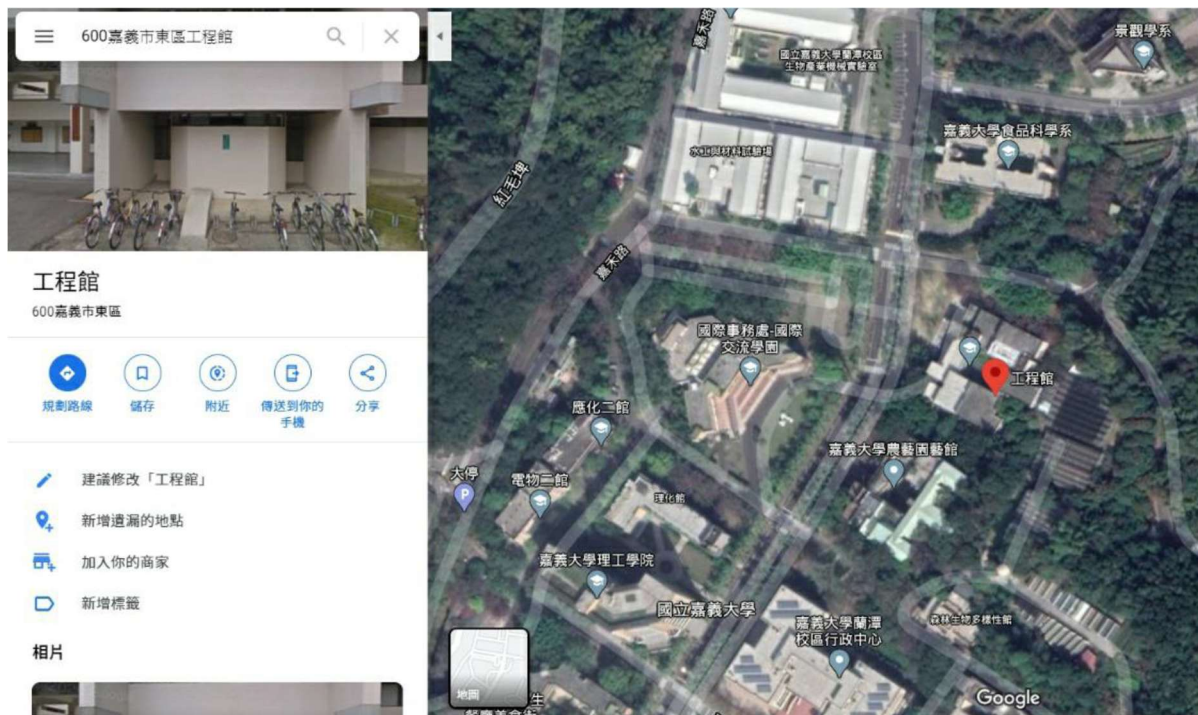 600嘉義市東區工程館
工程館
600嘉義市東區
規劃路線
儲存
附近
傳送到你的
手機
分享
建議修改「工程館」
新增遺漏的地點
加入你的商家
新增標籤
相片
嘉禾路
國立嘉義大學蘭潭校區
生物產業機械實驗室
景觀學系
嘉義大學食品科學系
水工與材料試驗場
紅毛埤
嘉禾路
國際事務處-國際
交流學園
工程館
應化二館
嘉義大學農藝園藝館
大停
P
電物二館
理化館
嘉義大學理工學院
國立嘉義大學
嘉義大學蘭潭
校區行政中心
森林生物多樣性館
地圖
Google